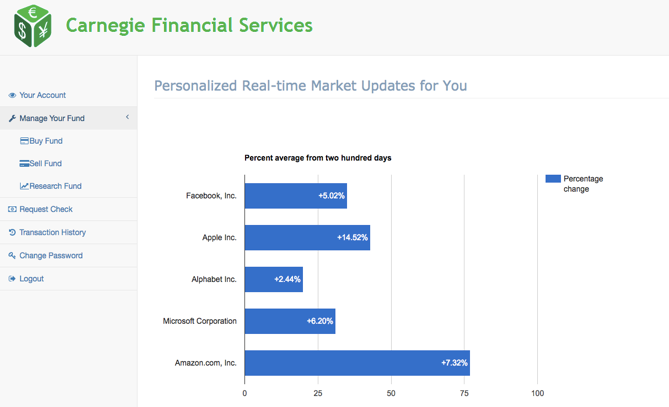 €
$ ¥
Carnegie Financial Services
Your Account
Manage Your Fund
Buy Fund
Sell Fund
Research Fund
Request Check
Transaction History
Change Password
Logout
Personalized Real-time Market Updates for You
Percent average from two hundred days
Percentage
change
Facebook, Inc. +5.02%
Apple Inc. +14.52%
Alphabet Inc. +2.44%
Microsoft Corporation +6.20%
Amazon.com, Inc. +7.32%
0 25 50 75 100